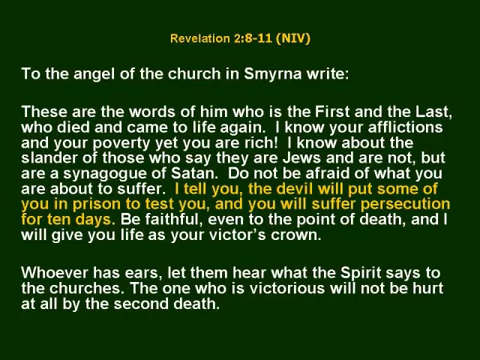 Revelation 2:8-11 (NIV)
To the angel of the church in Smyrna write:
These are the words of him who is the First and the Last,
who died and came to life again.  I know your afflictions
and your poverty yet you are rich!  I know about the
slander of those who say they are Jews and are not, but
are a synagogue of Satan.  Do not be afraid of what you
are about to suffer.  I tell you, the devil will put some of
you in prison to test you, and you will suffer persecution
for ten days. Be faithful, even to the point of death, and I
will give you life as your victor’s crown.
Whoever has ears, let them hear what the Spirit says to
the churches. The one who is victorious will not be hurt
at all by the second death.